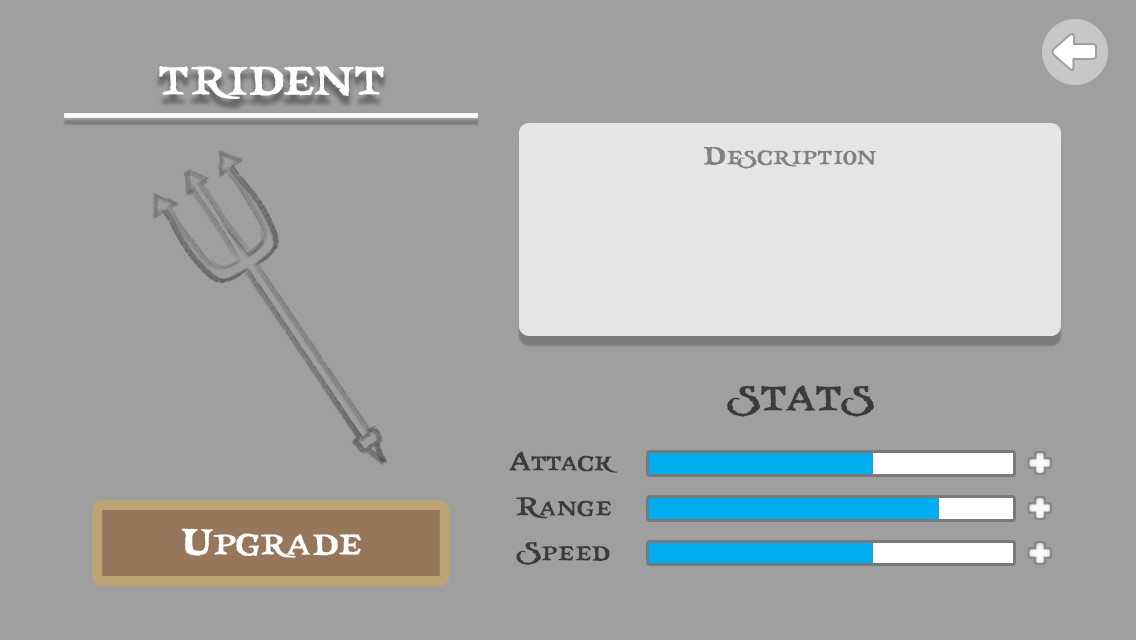 TRIDENT
Description
STATS
Attack
Range
Speed
Upgrade